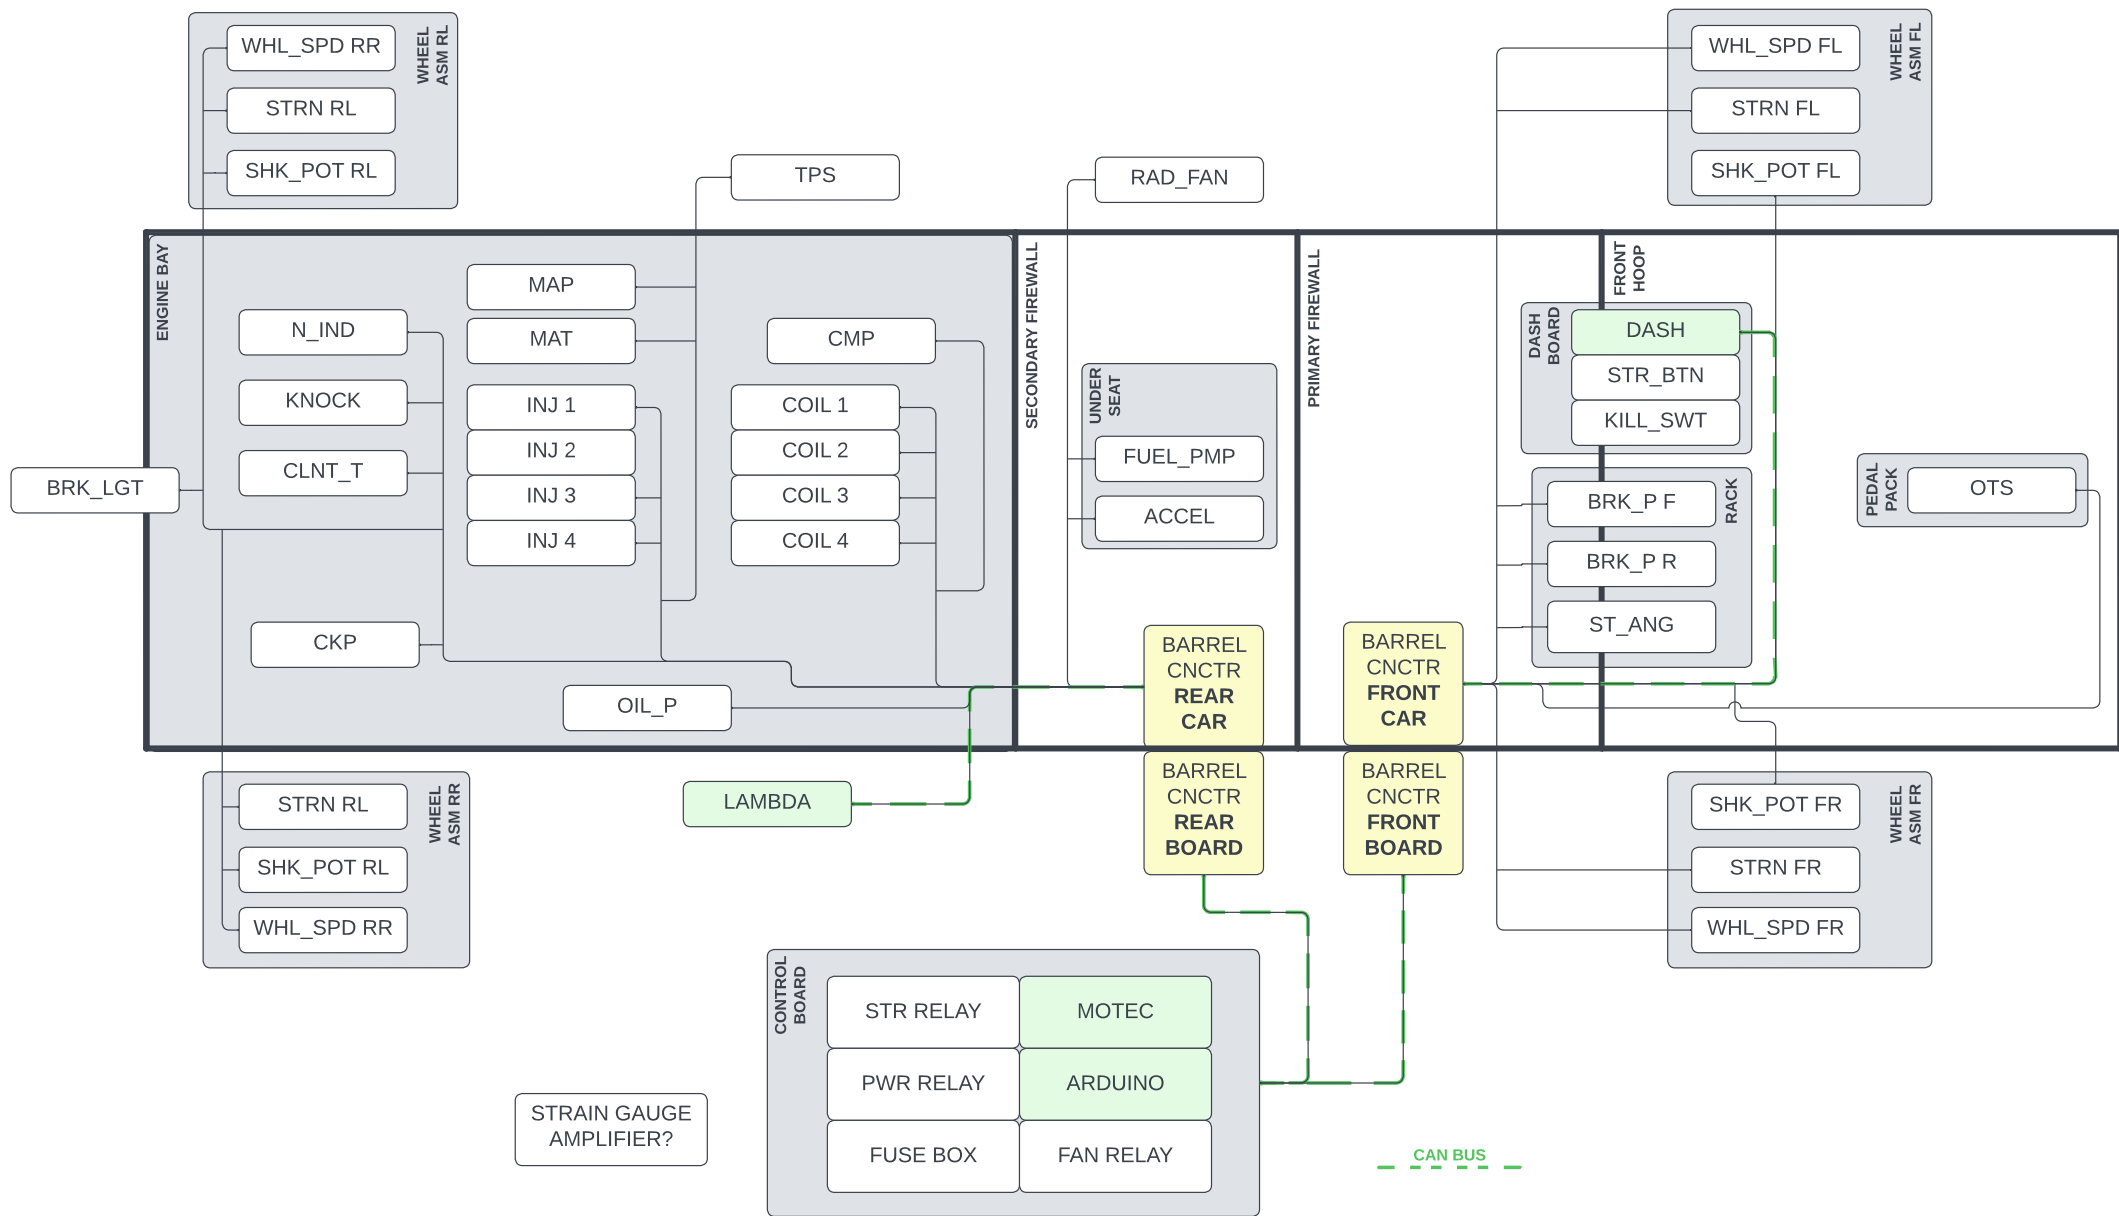 WHL_SPD RR
STRN RL
SHK_POT RL
WHEEL
ASM RL
WHL_SPD FL
STRN FL
SHK_POT FL
WHEEL
ASM FL
TPS
RAD_FAN
ENGINE BAY
N_IND
KNOCK
CLNT_T
BRK_LGT
CKP
MAP
MAT
INJ 1
INJ 2
INJ 3
INJ 4
CMP
COIL 1
COIL 2
COIL 3
COIL 4
OIL_P
SECONDARY FIREWALL
UNDER
SEAT
FUEL_PMP
ACCEL
PRIMARY FIREWALL
FRONT
HOOP
DASH
BOARD
DASH
STR_BTN
KILL_SWT
RACK
BRK_P F
BRK_P R
ST_ANG
PEDAL
PACK
OTS
BARREL
CNCTR
REAR
CAR
BARREL
CNCTR
FRONT
CAR
BARREL
CNCTR
REAR
BOARD
BARREL
CNCTR
FRONT
BOARD
LAMBDA
STRN RL
SHK_POT RL
WHL_SPD RR
WHEEL
ASM RR
SHK_POT FR
STRN FR
WHL_SPD FR
WHEEL
ASM FR
CONTROL
BOARD
STR RELAY
MOTEC
PWR RELAY
ARDUINO
FUSE BOX
FAN RELAY
STRAIN GAUGE
AMPLIFIER?
CAN BUS